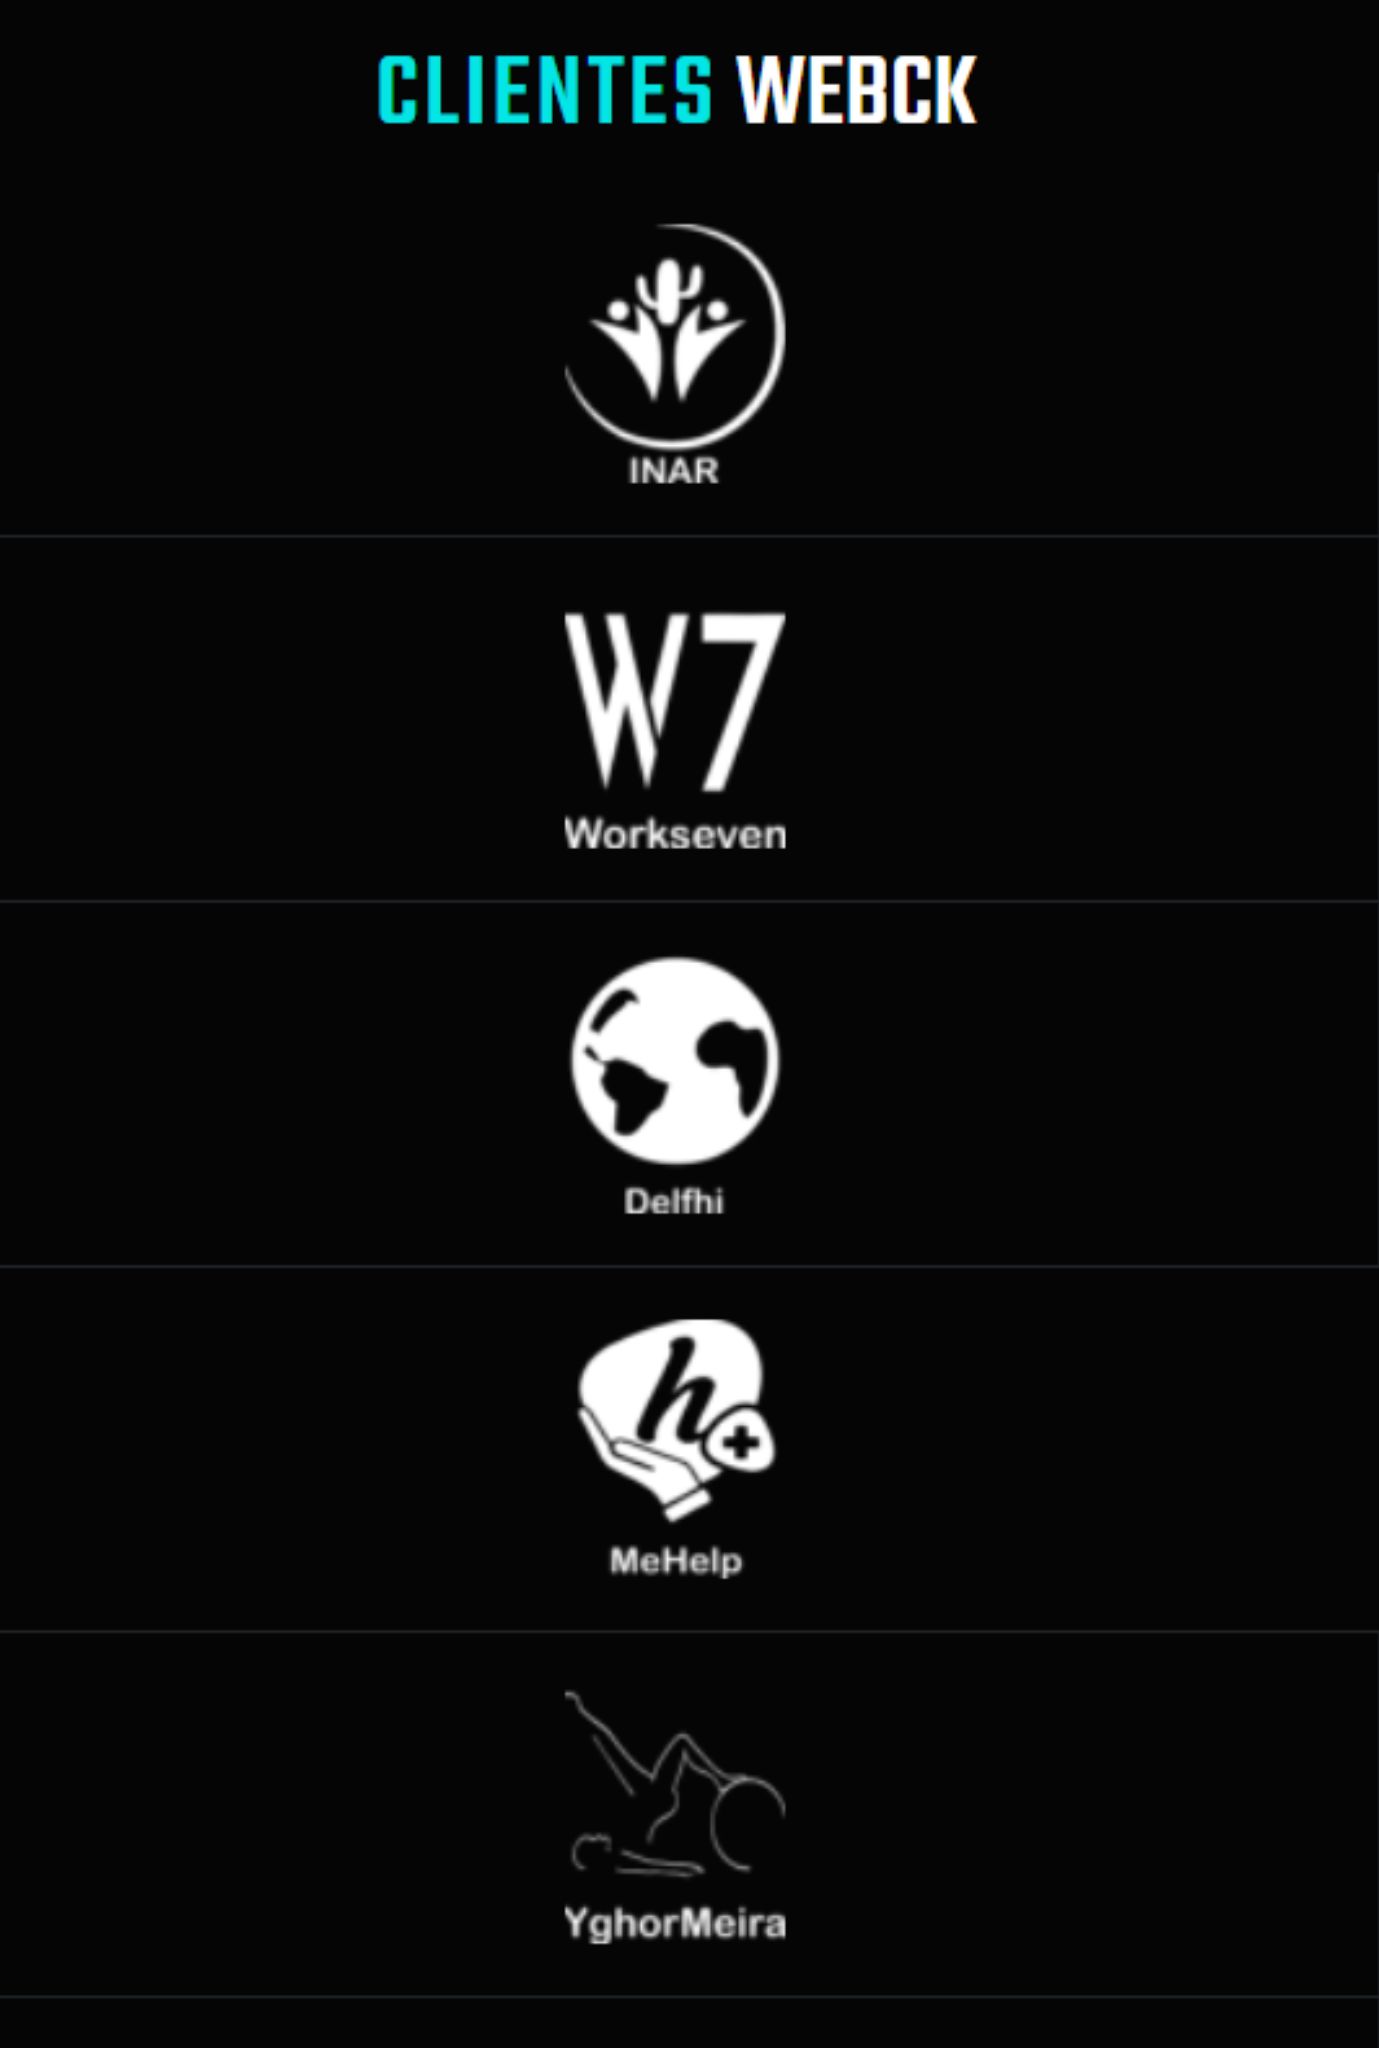 CLIENTES WEBCK
INAR
W7
Workseven
Delfhi
h
MeHelp
YghorMeira